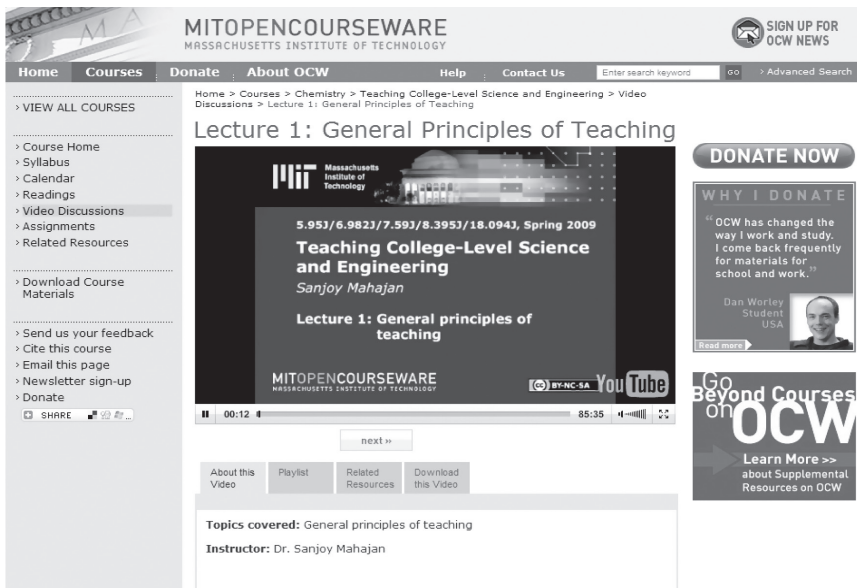 M A
MITOPENCOURSEWARE
MASSACHUSETTS INSTITUTE OF TECHNOLOGY
SIGN UP FOR
OCW NEWS
Home Courses Donate About OCW Help Contact Us Enter search keyword GO › Advanced Search
› VIEW ALL COURSES
› Course Home
› Syllabus
› Calendar
› Readings
› Video Discussions
› Assignments
› Related Resources
› Download Course
Materials
› Send us your feedback
› Cite this course
› Email this page
› Newsletter sign-up
› Donate
SHARE
Home > Courses > Chemistry > Teaching College-Level Science and Engineering > Video
Discussions > Lecture 1: General Principles of Teaching
Lecture 1: General Principles of Teaching
Massachusetts
Institute of
Technology
5.95J/6.982J/7.59J/8.395J/18.094J, Spring 2009
Teaching College-Level Science
and Engineering
Sanjoy Mahajan
Lecture 1: General principles of
teaching
MITOPENCOURSEWARE
MASSACHUSETTS INSTITUTE OF TECHNOLOGY
(cc) BY-NC-SA YouTube
00:12 85:35
next »
About this
Video
Playlist
Related
Resources
Download
this Video
Topics covered: General principles of teaching
Instructor: Dr. Sanjoy Mahajan
DONATE NOW
WHY I DONATE
“OCW has changed the
way I work and study.
I come back frequently
for materials for
school and work.”
Dan Worley
Student
USA
Read more
Go
Beyond Courses
on OCW
Learn More >>
about Supplemental
Resources on OCW